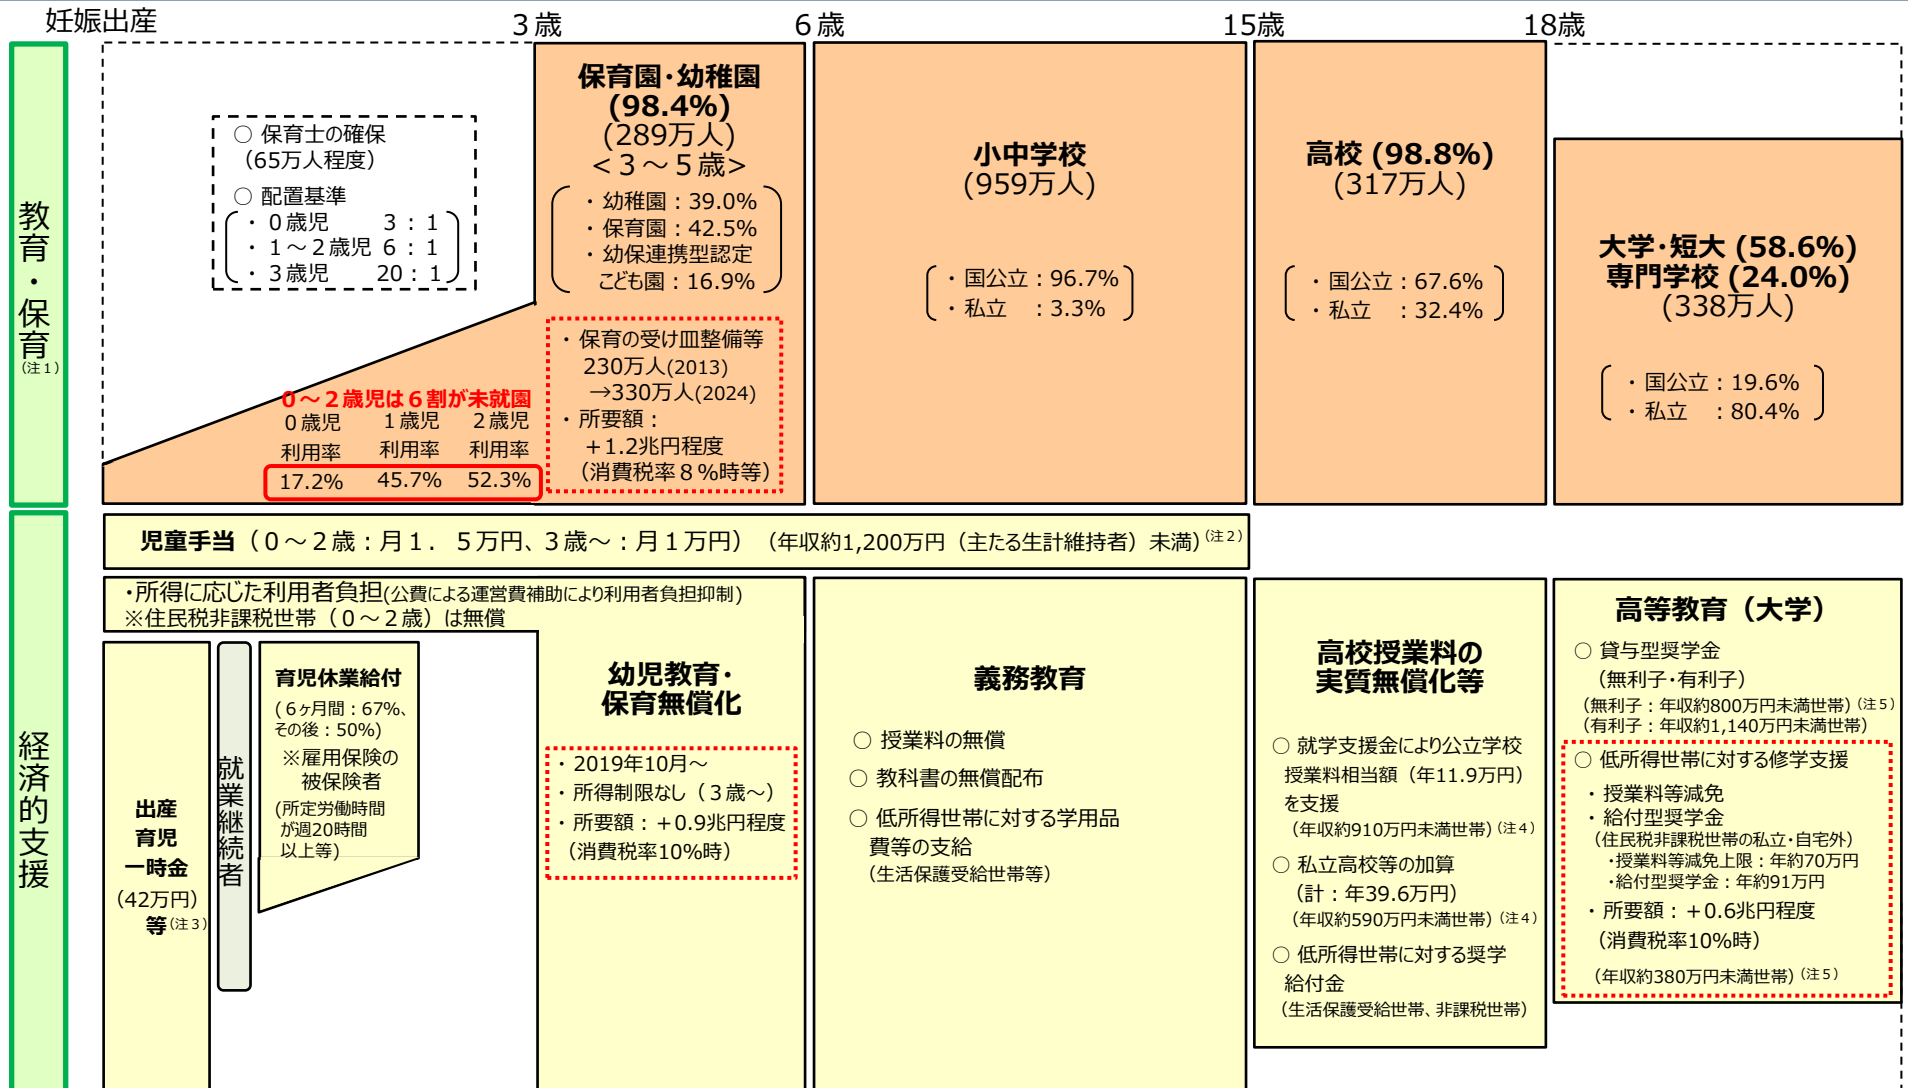 妊娠出産
3歳
6歳
15歳
18歳
教育・保育
(注1)
○ 保育士の確保
(65万人程度)
○ 配置基準
・0歳児 3:1
・1～2歳児 6:1
・3歳児 20:1
0～2歳児は6割が未就園
0歳児 1歳児 2歳児
利用率 利用率 利用率
17.2% 45.7% 52.3%
保育園・幼稚園
(98.4%)
(289万人)
<3～5歳>
・幼稚園:39.0%
・保育園:42.5%
・幼保連携型認定
こども園:16.9%
・保育の受け皿整備等
230万人(2013)
→330万人(2024)
・所要額:
+1.2兆円程度
(消費税率8%時等)
小中学校
(959万人)
・国公立:96.7%
・私立 :3.3%
高校 (98.8%)
(317万人)
・国公立:67.6%
・私立 :32.4%
大学・短大 (58.6%)
専門学校 (24.0%)
(338万人)
・国公立:19.6%
・私立 :80.4%
経済的支援
児童手当(0～2歳:月1.5万円、3歳～:月1万円)(年収約1,200万円(主たる生計維持者)未満)(注2)
・所得に応じた利用者負担(公費による運営費補助により利用者負担抑制)
※住民税非課税世帯(0～2歳)は無償
出産
育児
一時金
(42万円)
等(注3)
就業継続者
育児休業給付
(6ヶ月間:67%、
その後:50%)
※雇用保険の
被保険者
(所定労働時間
が週20時間
以上等)
幼児教育・
保育無償化
・2019年10月～
・所得制限なし(3歳～)
・所要額:+0.9兆円程度
(消費税率10%時)
義務教育
○ 授業料の無償
○ 教科書の無償配布
○ 低所得世帯に対する学用品
費等の支給
(生活保護受給世帯等)
高校授業料の
実質無償化等
○ 就学支援金により公立学校
授業料相当額(年11.9万円)
を支援
(年収約910万円未満世帯)(注4)
○ 私立高校等の加算
(計:年39.6万円)
(年収約590万円未満世帯)(注4)
○ 低所得世帯に対する奨学
給付金
(生活保護受給世帯、非課税世帯)
高等教育(大学)
○ 貸与型奨学金
(無利子・有利子)
(無利子:年収約800万円未満世帯)(注5)
(有利子:年収約1,140万円未満世帯)
○ 低所得世帯に対する修学支援
・授業料等減免
・給付型奨学金
(住民税非課税世帯の私立・自宅外)
・授業料等減免上限:年約70万円
・給付型奨学金:年約91万円
・所要額:+0.6兆円程度
(消費税率10%時)
(年収約380万円未満世帯)(注5)